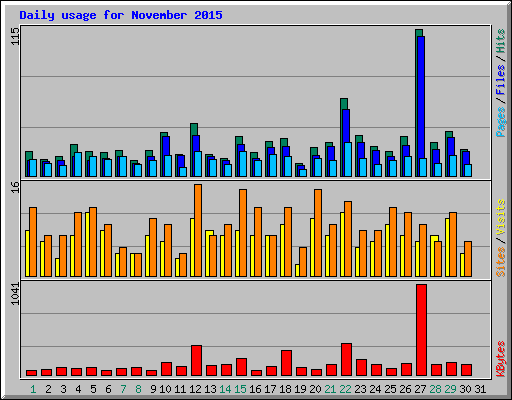 Daily usage for November 2015
115
Pages / Files / Hits
16
Sites / Visits
1041
KBytes
1 2 3 4 5 6 7 8 9 10 11 12 13 14 15 16 17 18 19 20 21 22 23 24 25 26 27 28 29 30 31